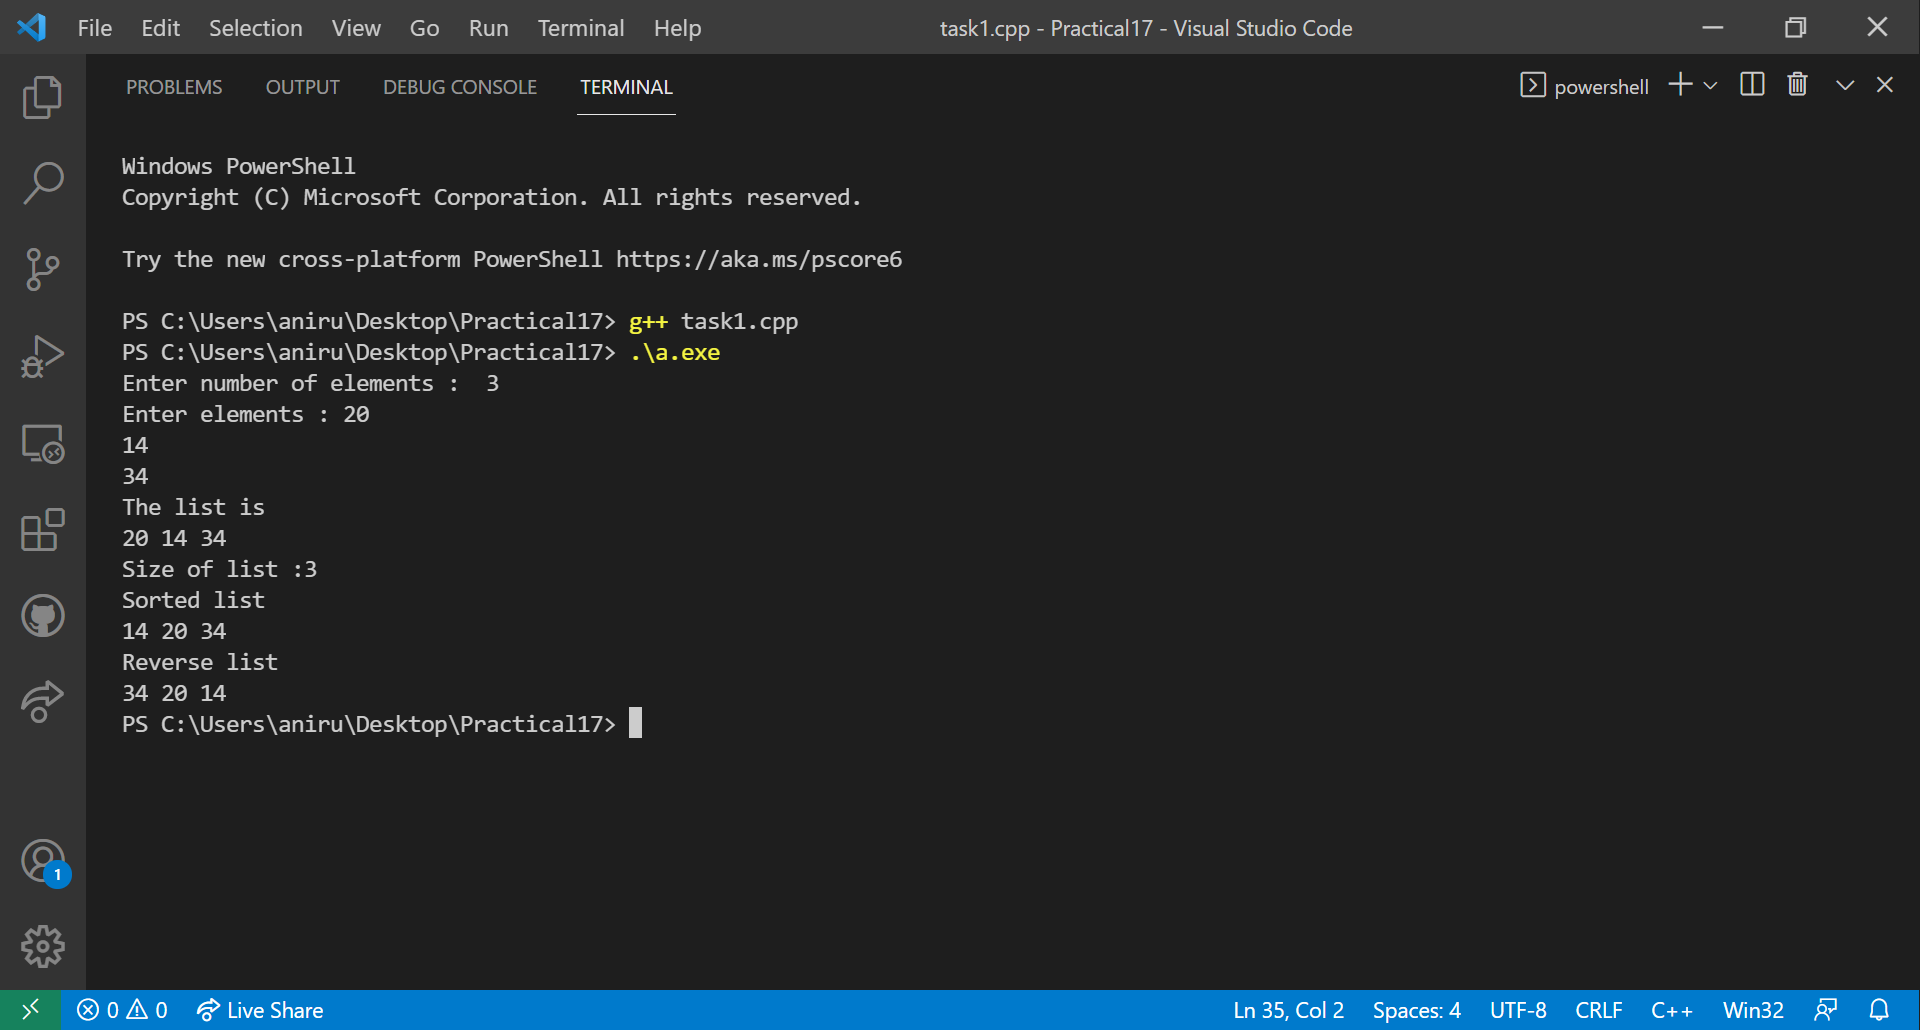 File Edit Selection View Go Run Terminal Help
task1.cpp - Practical17 - Visual Studio Code
PROBLEMS OUTPUT DEBUG CONSOLE TERMINAL
powershell
Windows PowerShell
Copyright (C) Microsoft Corporation. All rights reserved.
Try the new cross-platform PowerShell https://aka.ms/pscore6
PS C:\Users\aniru\Desktop\Practical17> g++ task1.cpp
PS C:\Users\aniru\Desktop\Practical17> .\a.exe
Enter number of elements :  3
Enter elements : 20
14
34
The list is
20 14 34
Size of list :3
Sorted list
14 20 34
Reverse list
34 20 14
PS C:\Users\aniru\Desktop\Practical17>
1
0 0 Live Share
Ln 35, Col 2 Spaces: 4 UTF-8 CRLF C++ Win32